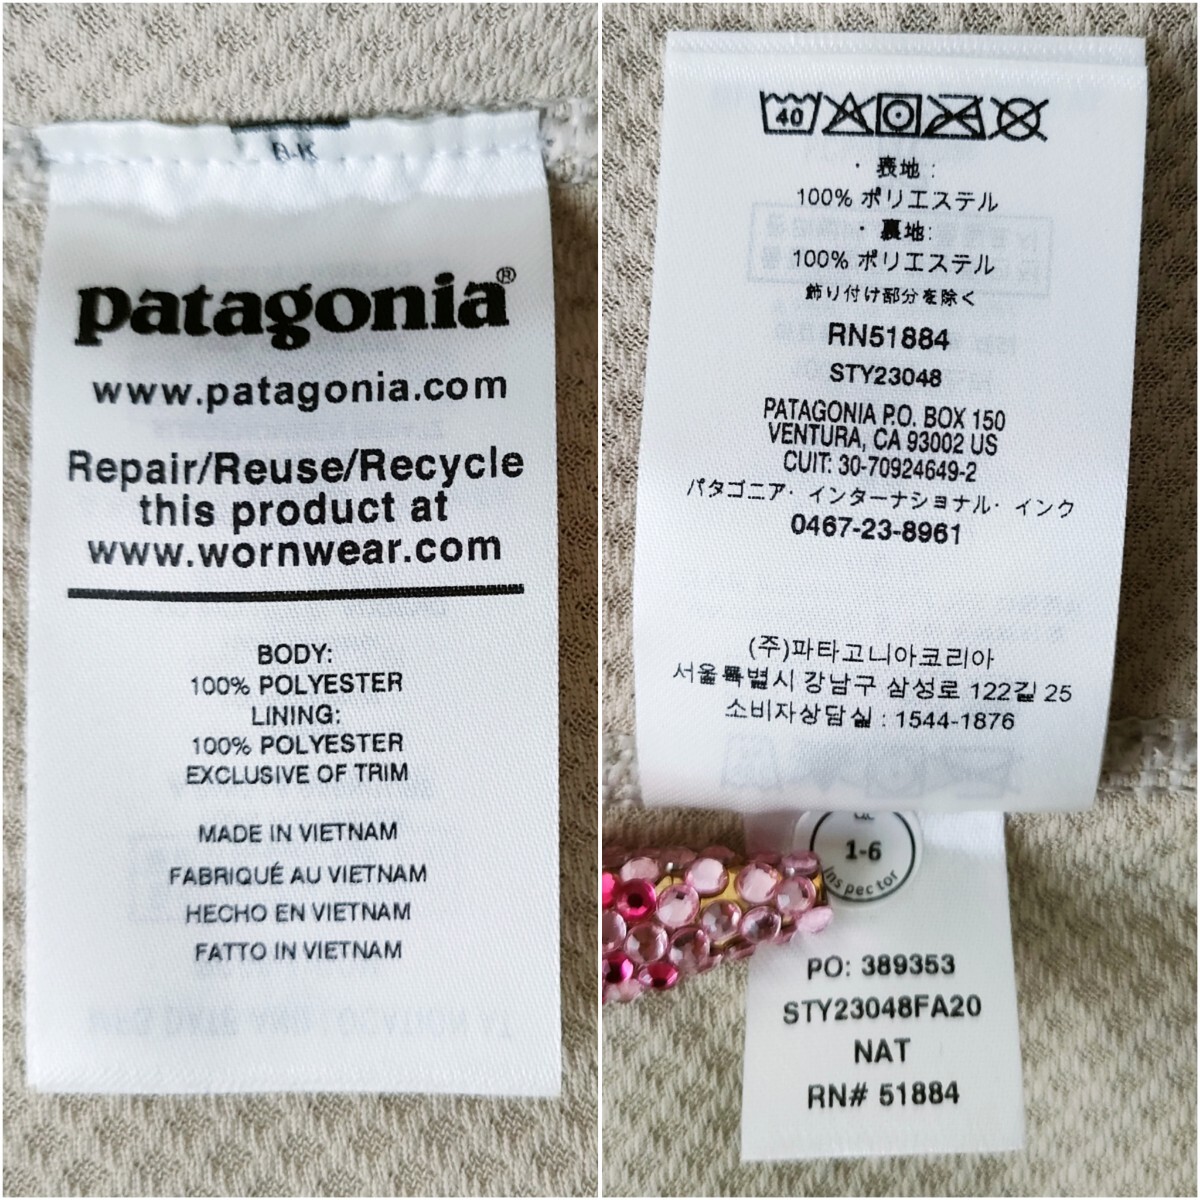 B-K
patagonia®
www.patagonia.com
Repair/Reuse/Recycle
this product at
www.wornwear.com
BODY:
100% POLYESTER
LINING:
100% POLYESTER
EXCLUSIVE OF TRIM
MADE IN VIETNAM
FABRIQUÉ AU VIETNAM
HECHO EN VIETNAM
FATTO IN VIETNAM
40
・表地：
100% ポリエステル
・裏地:
100% ポリエステル
飾り付け部分を除く
RN51884
STY23048
PATAGONIA P.O. BOX 150
VENTURA, CA 93002 US
CUIT: 30-70924649-2
パタゴニア・インターナショナル・インク
0467-23-8961
(주)파타고니아코리아
서울특별시 강남구 삼성로 122길 25
소비자상담실 : 1544-1876
QC
1-6
Ins pec tor
PO: 389353
STY23048FA20
NAT
RN# 51884